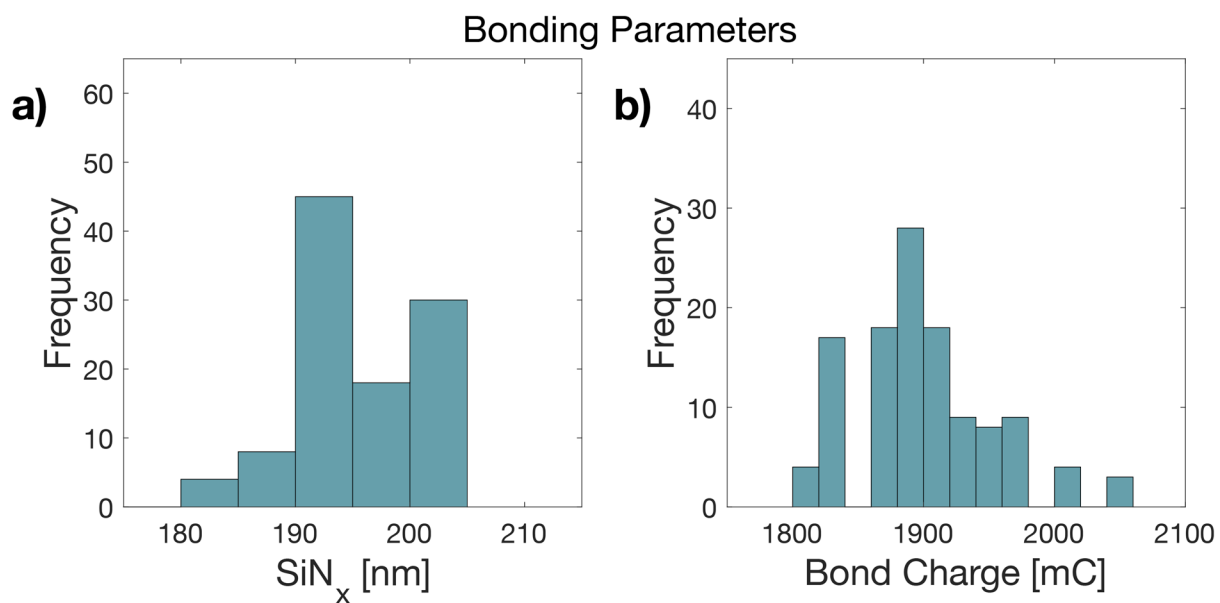 Bonding Parameters
a)
60
50
40
30
20
10
0
Frequency
180 190 200 210
SiNx [nm]
b)
40
30
20
10
0
Frequency
1800 1900 2000 2100
Bond Charge [mC]